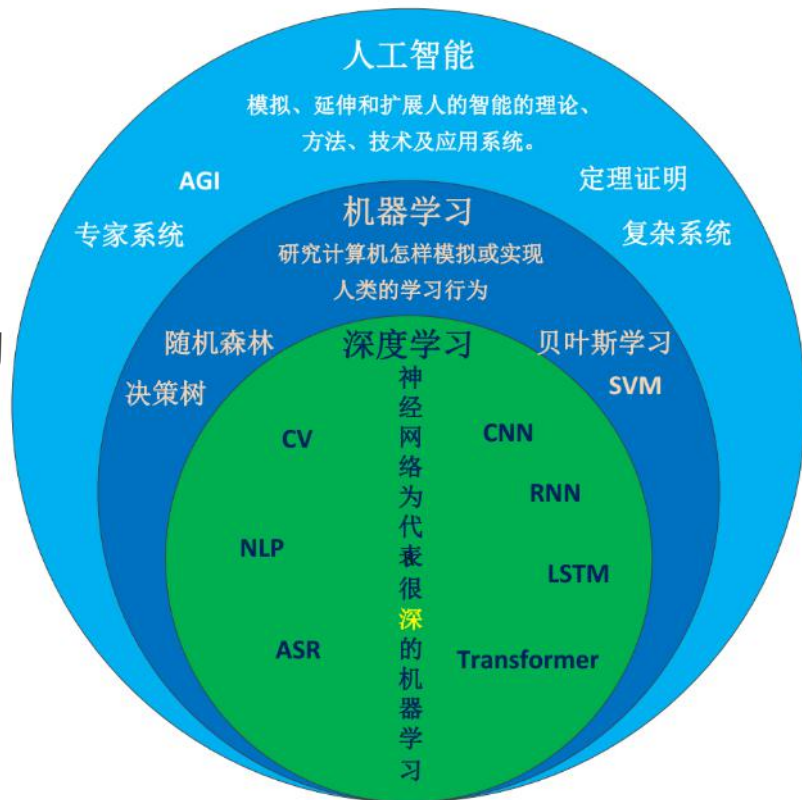 人工智能
模拟、延伸和扩展人的智能的理论、
方法、技术及应用系统。
AGI
定理证明
专家系统
复杂系统
机器学习
研究计算机怎样模拟或实现
人类的学习行为
随机森林
贝叶斯学习
决策树
SVM
深度学习
神经网络为代表很深的机器学习
CV
CNN
RNN
NLP
LSTM
ASR
Transformer